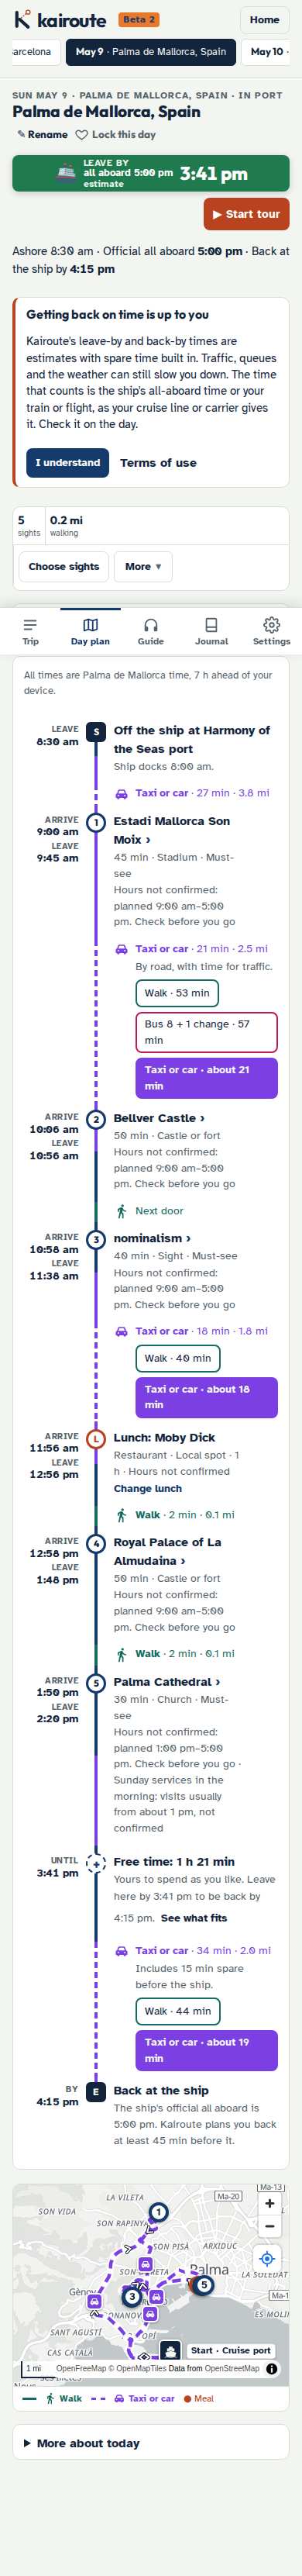 kairoute Beta 2 Home
arcelona May 9 · Palma de Mallorca, Spain May 10 ·
SUN MAY 9 · PALMA DE MALLORCA, SPAIN · IN PORT
Palma de Mallorca, Spain
Rename Lock this day
LEAVE BY
all aboard 5:00 pm
estimate
3:41 pm
Start tour
Ashore 8:30 am · Official all aboard 5:00 pm · Back at
the ship by 4:15 pm
Getting back on time is up to you
Kairoute's leave-by and back-by times are
estimates with spare time built in. Traffic, queues
and the weather can still slow you down. The time
that counts is the ship's all-aboard time or your
train or flight, as your cruise line or carrier gives
it. Check it on the day.
I understand Terms of use
5
sights
0.2 mi
walking
Choose sights More
Trip Day plan Guide Journal Settings
All times are Palma de Mallorca time, 7 h ahead of your
device.
LEAVE
8:30 am
S
Off the ship at Harmony of
the Seas port
Ship docks 8:00 am.
Taxi or car · 27 min · 3.8 mi
ARRIVE
9:00 am
LEAVE
9:45 am
1
Estadi Mallorca Son
Moix ›
45 min · Stadium · Must-
see
Hours not confirmed:
planned 9:00 am–5:00
pm. Check before you go
Taxi or car · 21 min · 2.5 mi
By road, with time for traffic.
Walk · 53 min
Bus 8 + 1 change · 57
min
Taxi or car · about 21
min
ARRIVE
10:06 am
LEAVE
10:56 am
2
Bellver Castle ›
50 min · Castle or fort
Hours not confirmed:
planned 9:00 am–5:00
pm. Check before you go
Next door
ARRIVE
10:58 am
LEAVE
11:38 am
3
nominalism ›
40 min · Sight · Must-see
Hours not confirmed:
planned 9:00 am–5:00
pm. Check before you go
Taxi or car · 18 min · 1.8 mi
Walk · 40 min
Taxi or car · about 18
min
ARRIVE
11:56 am
LEAVE
12:56 pm
L
Lunch: Moby Dick
Restaurant · Local spot · 1
h · Hours not confirmed
Change lunch
Walk · 2 min · 0.1 mi
ARRIVE
12:58 pm
LEAVE
1:48 pm
4
Royal Palace of La
Almudaina ›
50 min · Castle or fort
Hours not confirmed:
planned 9:00 am–5:00
pm. Check before you go
Walk · 2 min · 0.1 mi
ARRIVE
1:50 pm
LEAVE
2:20 pm
5
Palma Cathedral ›
30 min · Church · Must-
see
Hours not confirmed:
planned 1:00 pm–5:00
pm. Check before you go ·
Sunday services in the
morning: visits usually
from about 1 pm, not
confirmed
UNTIL
3:41 pm
+
Free time: 1 h 21 min
Yours to spend as you like. Leave
here by 3:41 pm to be back by
4:15 pm. See what fits
Taxi or car · 34 min · 2.0 mi
Includes 15 min spare
before the ship.
Walk · 44 min
Taxi or car · about 19
min
BY
4:15 pm
E
Back at the ship
The ship's official all aboard is
5:00 pm. Kairoute plans you back
at least 45 min before it.
LA VILETA
Ma-20
Ma-13
SON VIDA
1
SON RAPINY
SON PISÀ
ARXIDUC
Palma
LA SOLEDAT
5
3
Gènov
Ma-1
SANT AGUSTÍ
CAS CATALÀ
Start · Cruise port
1 mi OpenFreeMap © OpenMapTiles Data from OpenStreetMap
Walk Taxi or car Meal
More about today